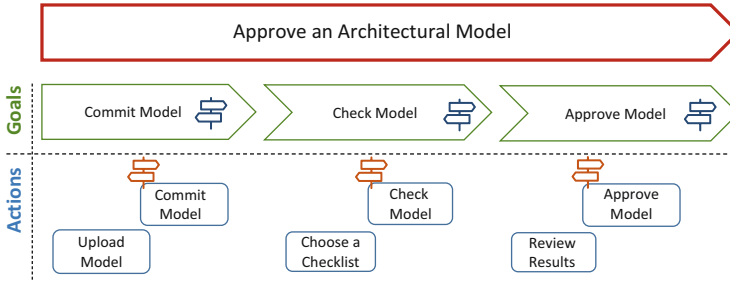 Approve an Architectural Model
Goals
Commit Model
Check Model
Approve Model
Actions
Commit
Model
Upload
Model
Check
Model
Choose a
Checklist
Approve
Model
Review
Results